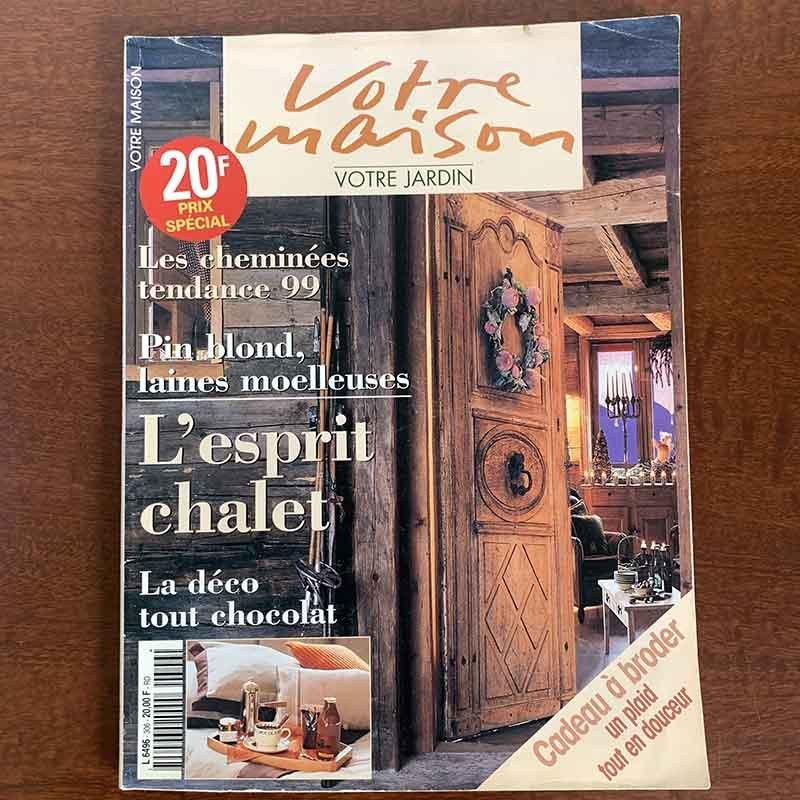 VOTRE MAISON
Votre
maison
VOTRE JARDIN
20F
PRIX
SPÉCIAL
Les cheminées
tendance 99
Pin blond,
laines moelleuses
L'esprit
chalet
La déco
tout chocolat
L 6496 - 306 - 20,00 F - RD
Cadeau à broder
un plaid
tout en douceur